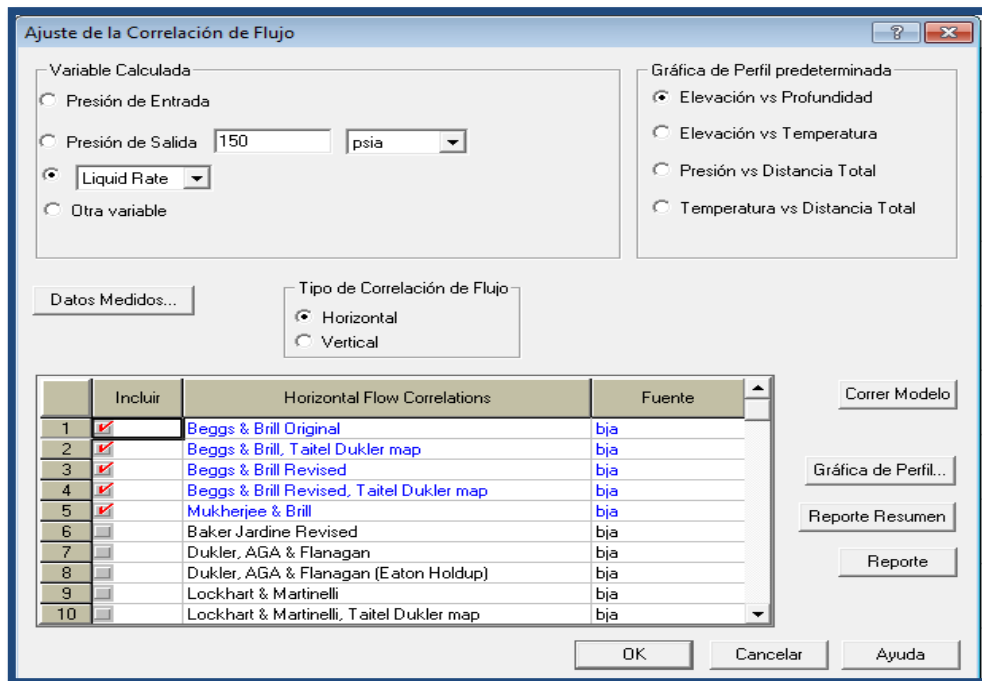 Ajuste de la Correlación de Flujo
Variable Calculada
Presión de Entrada
Presión de Salida 150 psia
Liquid Rate
Otra variable
Gráfica de Perfil predeterminada
Elevación vs Profundidad
Elevación vs Temperatura
Presión vs Distancia Total
Temperatura vs Distancia Total
Datos Medidos...
Tipo de Correlación de Flujo
Horizontal
Vertical
Incluir Horizontal Flow Correlations Fuente
1 Beggs & Brill Original bja
2 Beggs & Brill, Taitel Dukler map bja
3 Beggs & Brill Revised bja
4 Beggs & Brill Revised, Taitel Dukler map bja
5 Mukherjee & Brill bja
6 Baker Jardine Revised bja
7 Dukler, AGA & Flanagan bja
8 Dukler, AGA & Flanagan (Eaton Holdup) bja
9 Lockhart & Martinelli bja
10 Lockhart & Martinelli, Taitel Dukler map bja
Correr Modelo
Gráfica de Perfil...
Reporte Resumen
Reporte
OK Cancelar Ayuda